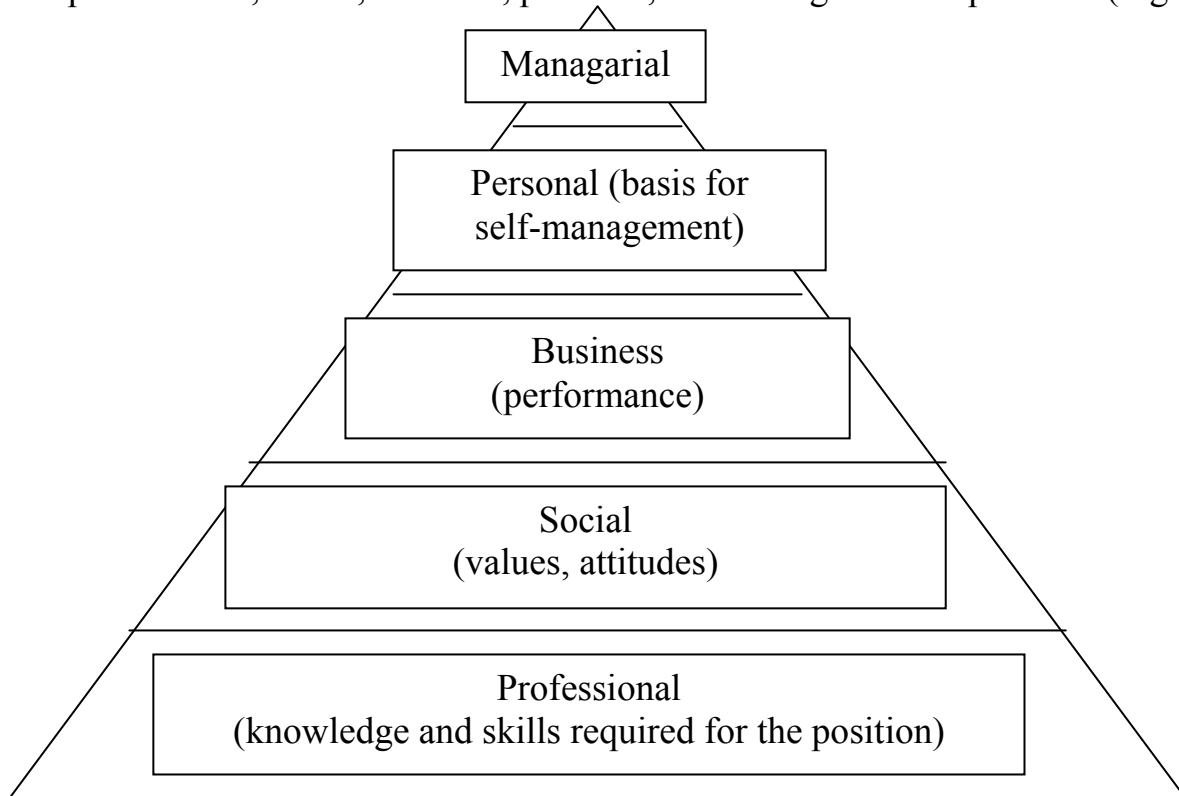 Managarial
Personal (basis for
self-management)
Business
(performance)
Social
(values, attitudes)
Professional
(knowledge and skills required for the position)